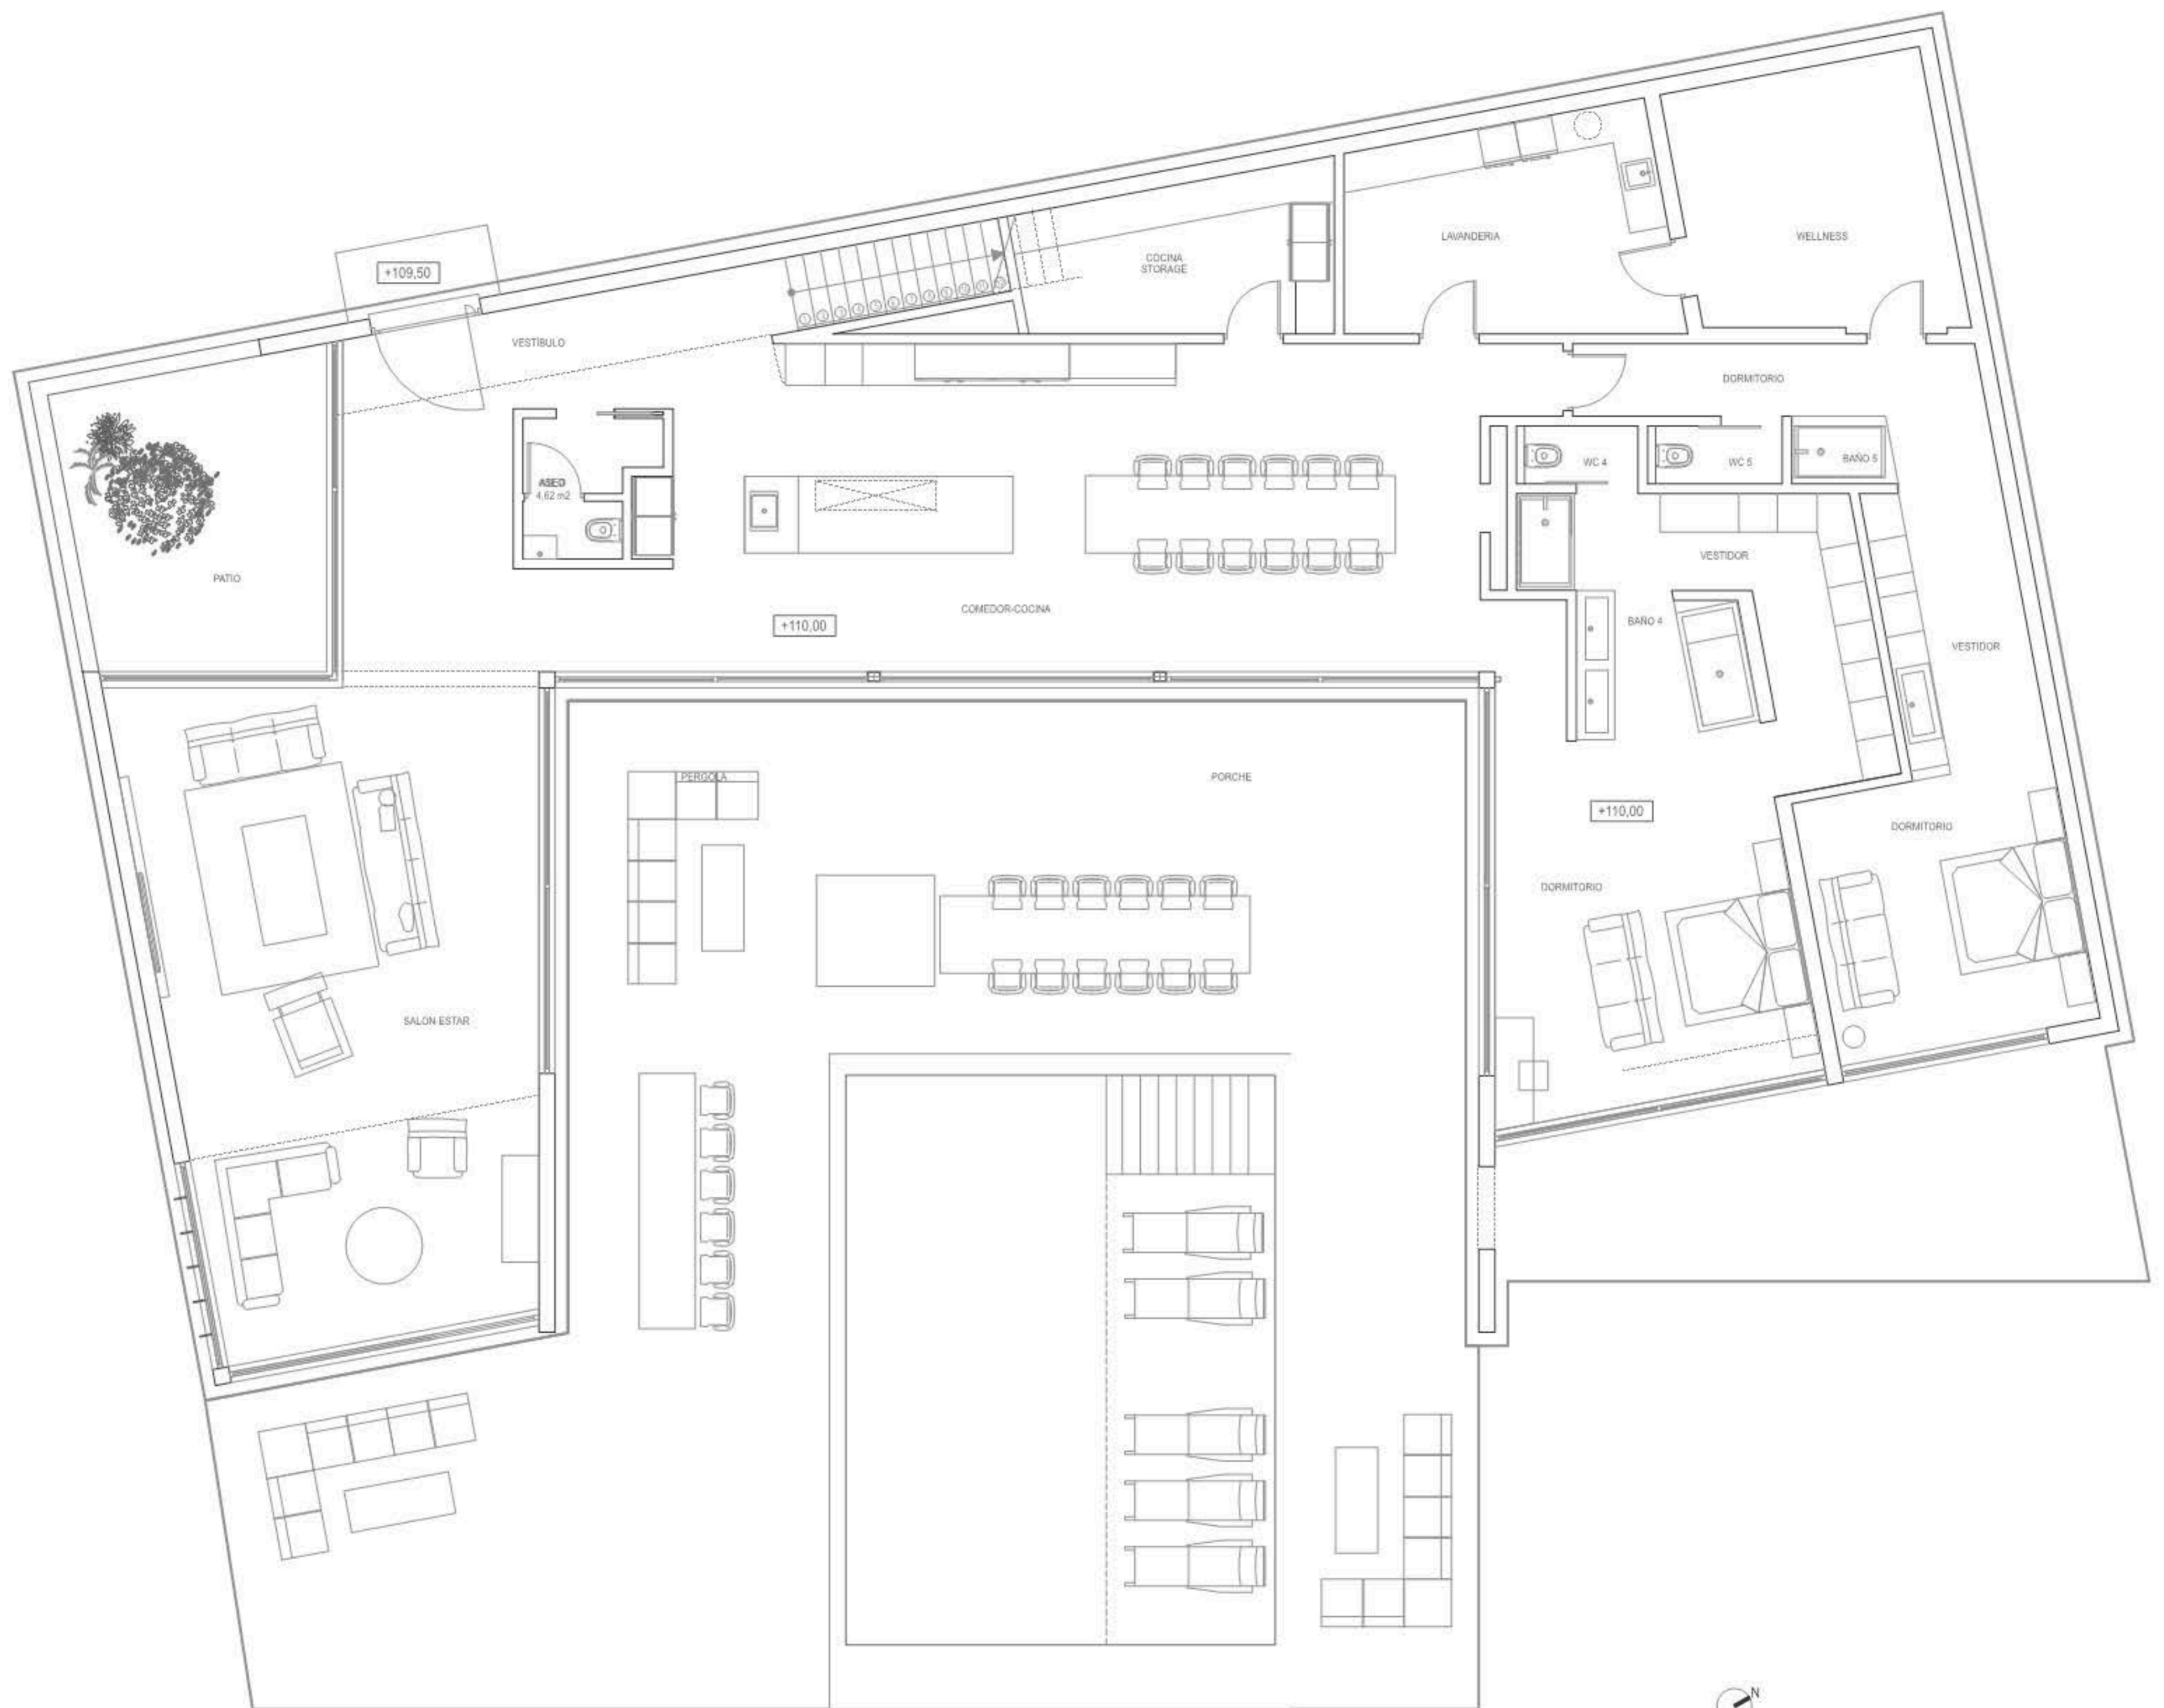 +109,50
VESTÍBULO
COCINA
STORAGE
LAVANDERIA
WELLNESS
DORMITORIO
ASEO
4,62 m2
WC 4
WC 5
BAÑO 5
PATIO
VESTIDOR
COMEDOR-COCINA
+110,00
BAÑO 4
VESTIDOR
PERGOLA
PORCHE
+110,00
DORMITORIO
DORMITORIO
SALON-ESTAR
N